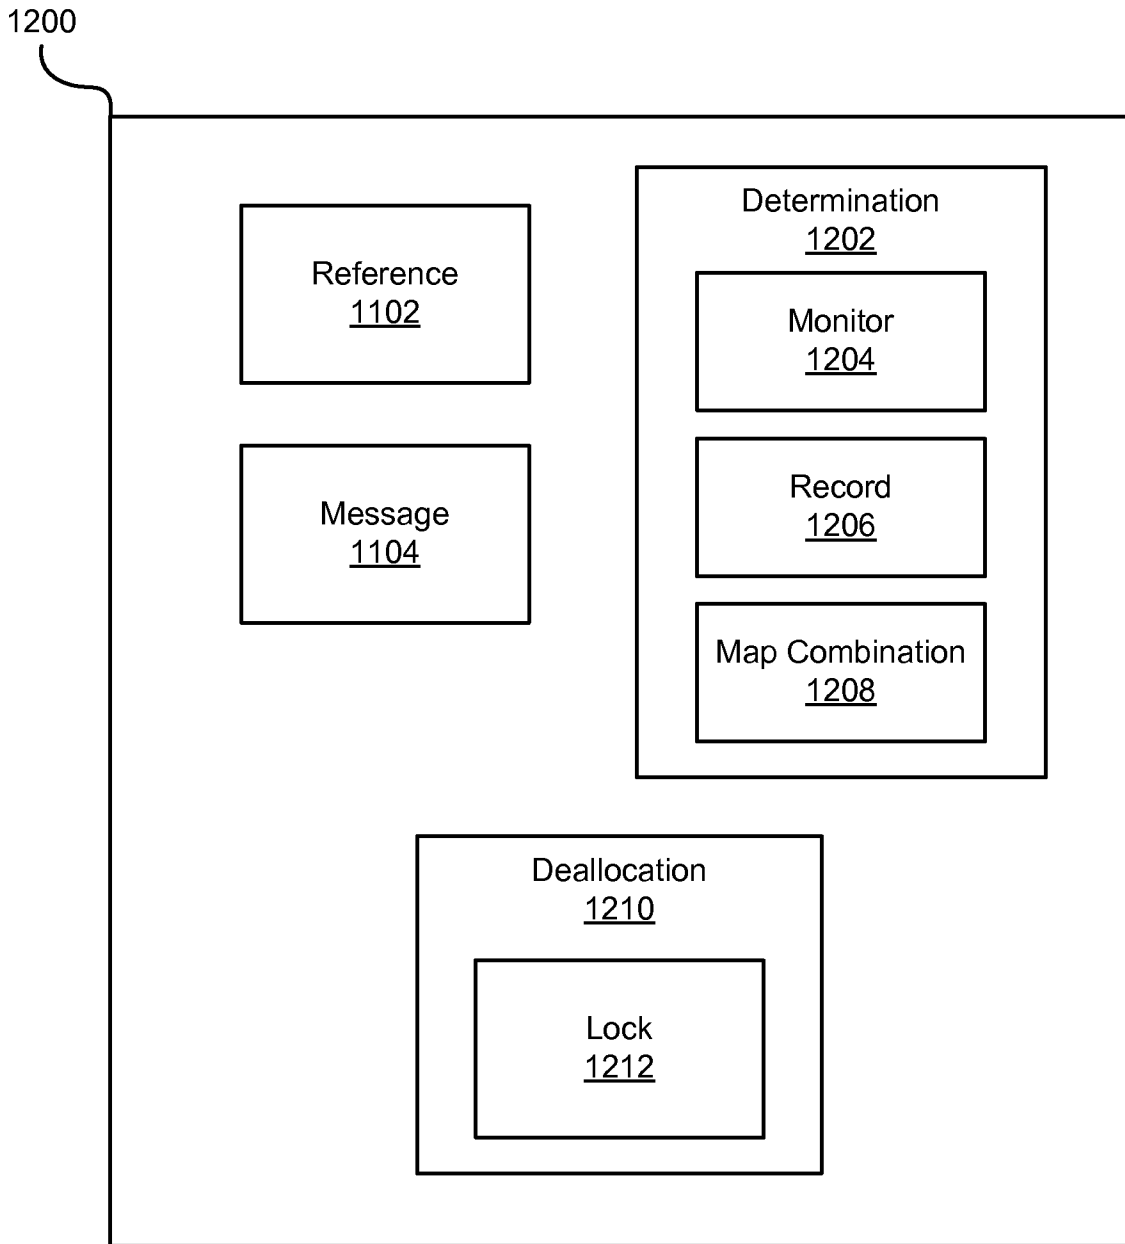 1200
Reference
1102
Message
1104
Determination
1202
Monitor
1204
Record
1206
Map Combination
1208
Deallocation
1210
Lock
1212